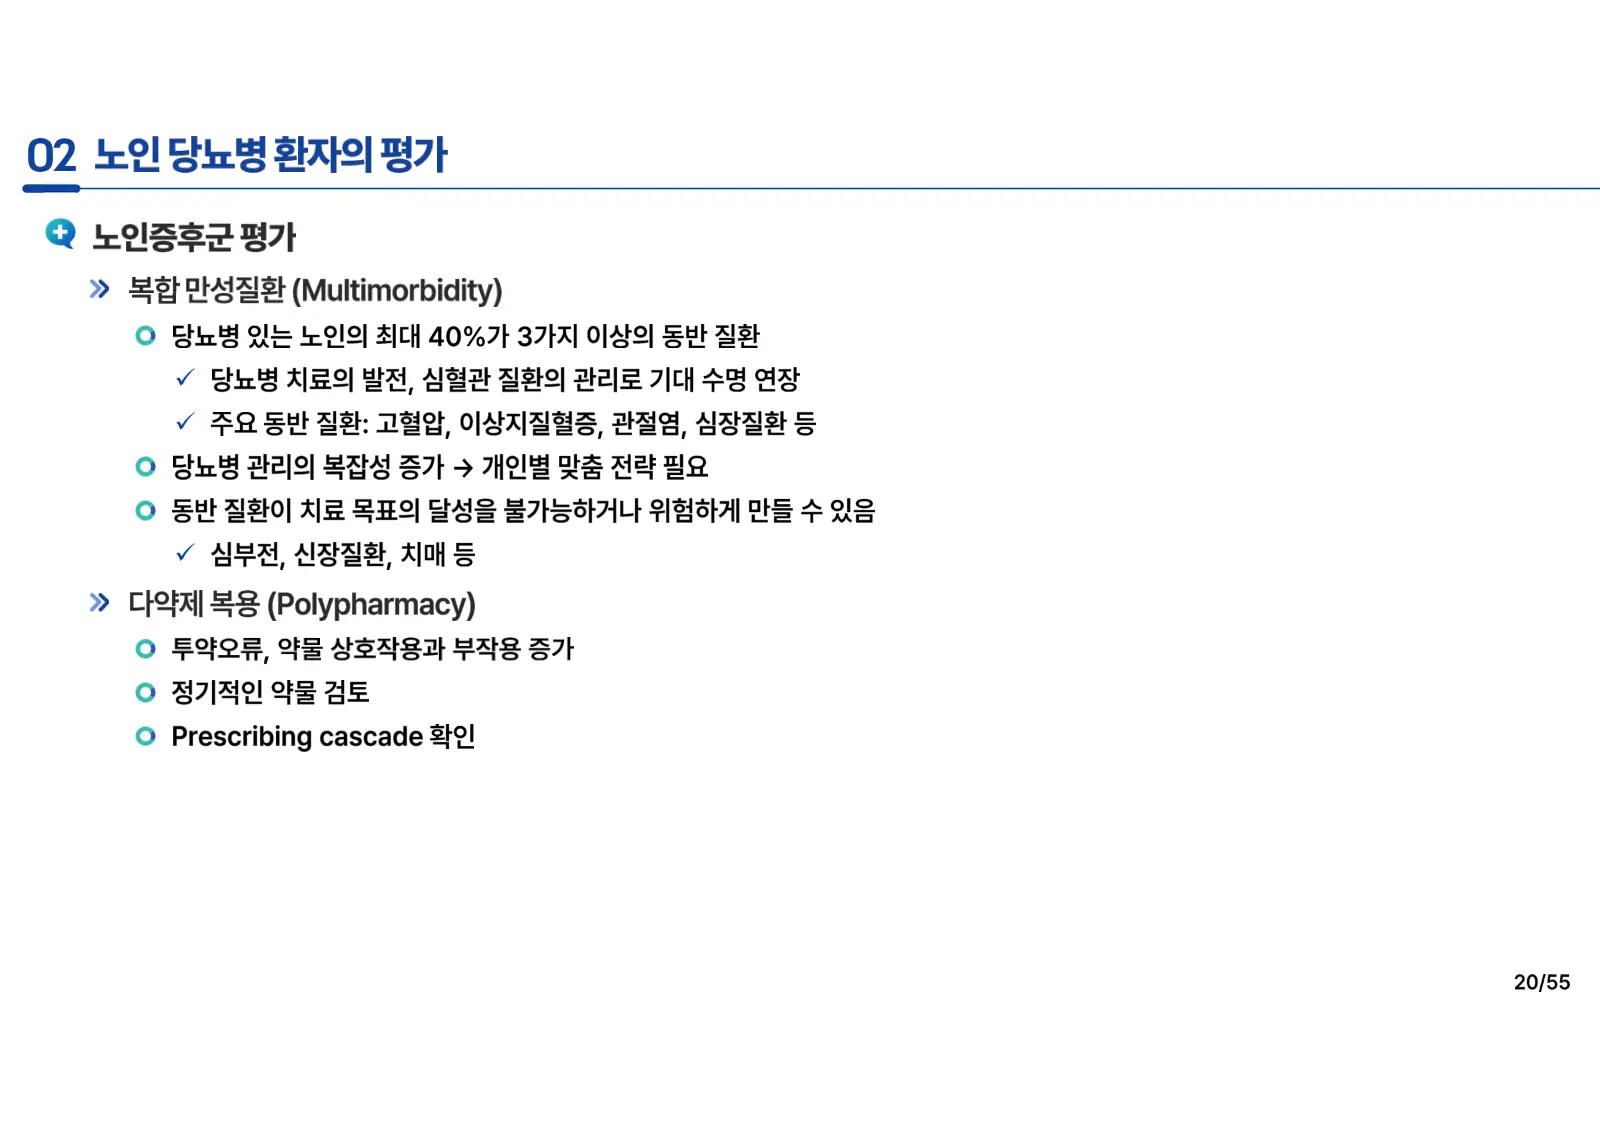 02 노인 당뇨병 환자의 평가
노인증후군 평가
복합 만성질환 (Multimorbidity)
당뇨병 있는 노인의 최대 40%가 3가지 이상의 동반 질환
당뇨병 치료의 발전, 심혈관 질환의 관리로 기대 수명 연장
주요 동반 질환: 고혈압, 이상지질혈증, 관절염, 심장질환 등
당뇨병 관리의 복잡성 증가 → 개인별 맞춤 전략 필요
동반 질환이 치료 목표의 달성을 불가능하거나 위험하게 만들 수 있음
심부전, 신장질환, 치매 등
다약제 복용 (Polypharmacy)
투약오류, 약물 상호작용과 부작용 증가
정기적인 약물 검토
Prescribing cascade 확인
20/55